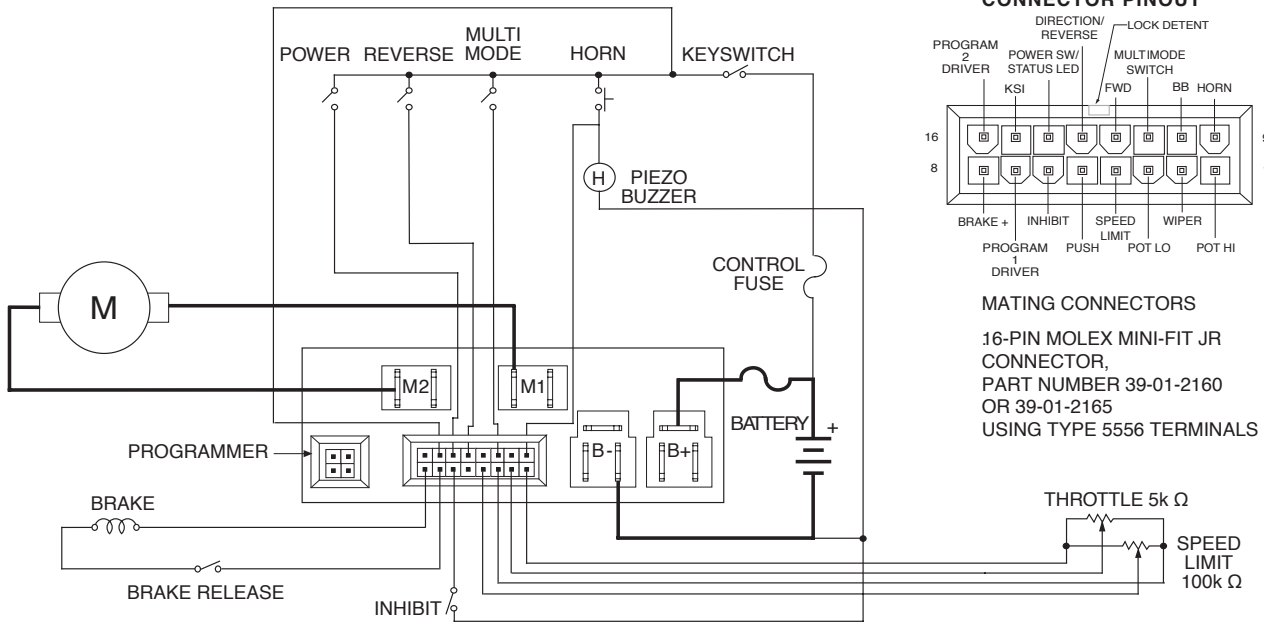 CONNECTOR PINOUT
POWER
REVERSE
MULTI
MODE
HORN
KEYSWITCH
H
PIEZO
BUZZER
CONTROL
FUSE
M
M2
M1
B-
B+
BATTERY
+
PROGRAMMER
BRAKE
BRAKE RELEASE
INHIBIT
THROTTLE 5k Ω
SPEED
LIMIT
100k Ω
DIRECTION/
REVERSE
LOCK DETENT
PROGRAM
2
DRIVER
POWER SW/
STATUS LED
MULTIMODE
SWITCH
KSI
FWD
BB
HORN
16
8
BRAKE +
INHIBIT
SPEED
LIMIT
WIPER
PROGRAM
1
DRIVER
PUSH
POT LO
POT HI
MATING CONNECTORS
16-PIN MOLEX MINI-FIT JR
CONNECTOR,
PART NUMBER 39-01-2160
OR 39-01-2165
USING TYPE 5556 TERMINALS